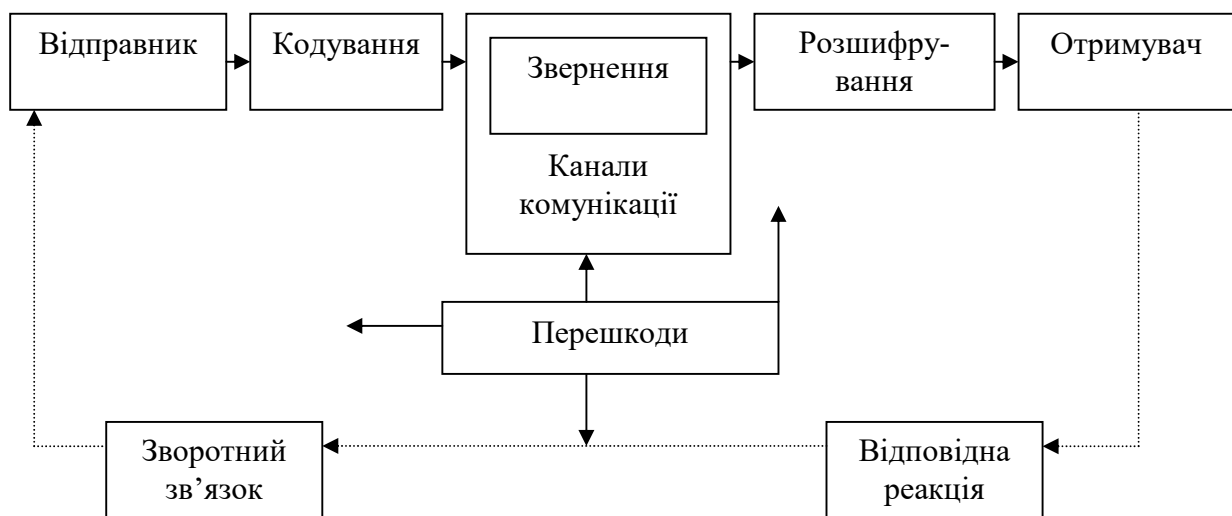 Відправник
Кодування
Звернення
Канали
комунікації
Розшифру-
вання
Отримувач
Перешкоди
Зворотний
зв’язок
Відповідна
реакція